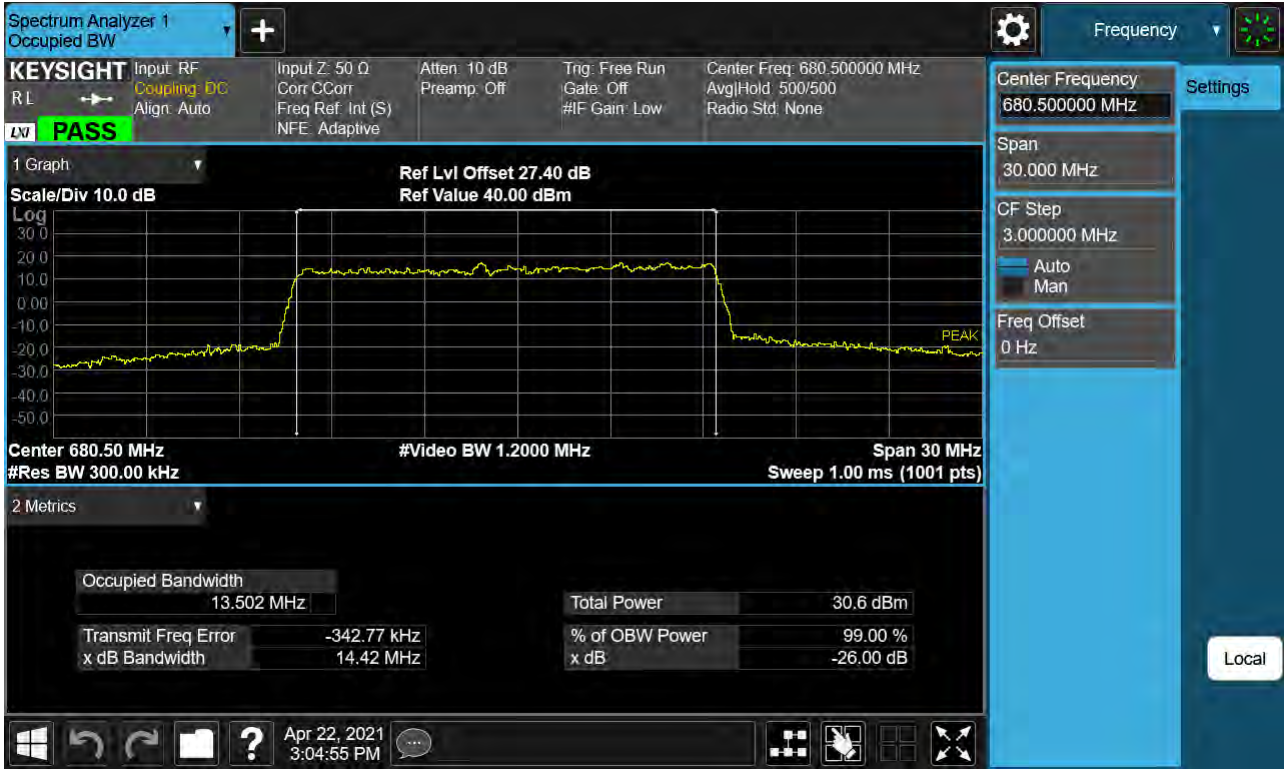 Spectrum Analyzer 1
Occupied BW
Frequency
KEYSIGHT
R L
LXI PASS
Input: RF
Coupling: DC
Align: Auto
Input Z: 50 Ω
Corr CCorr
Freq Ref: Int (S)
NFE: Adaptive
Atten: 10 dB
Preamp: Off
Trig: Free Run
Gate: Off
#IF Gain: Low
Center Freq: 680.500000 MHz
Avg|Hold: 500/500
Radio Std: None
Center Frequency
680.500000 MHz
Settings
Span
30.000 MHz
CF Step
3.000000 MHz
Auto
Man
Freq Offset
0 Hz
Local
1 Graph
Scale/Div 10.0 dB
Ref Lvl Offset 27.40 dB
Ref Value 40.00 dBm
Log
30.0
20.0
10.0
0.00
-10.0
-20.0
-30.0
-40.0
-50.0
PEAK
Center 680.50 MHz
#Video BW 1.2000 MHz
Span 30 MHz
#Res BW 300.00 kHz
Sweep 1.00 ms (1001 pts)
2 Metrics
Occupied Bandwidth
13.502 MHz
Total Power 30.6 dBm
Transmit Freq Error -342.77 kHz
% of OBW Power 99.00 %
x dB Bandwidth 14.42 MHz
x dB -26.00 dB
Apr 22, 2021
3:04:55 PM